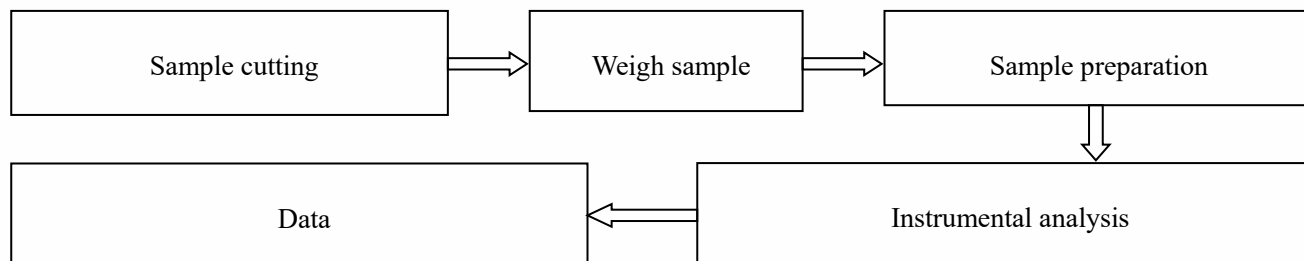 Sample cutting
Weigh sample
Sample preparation
Instrumental analysis
Data